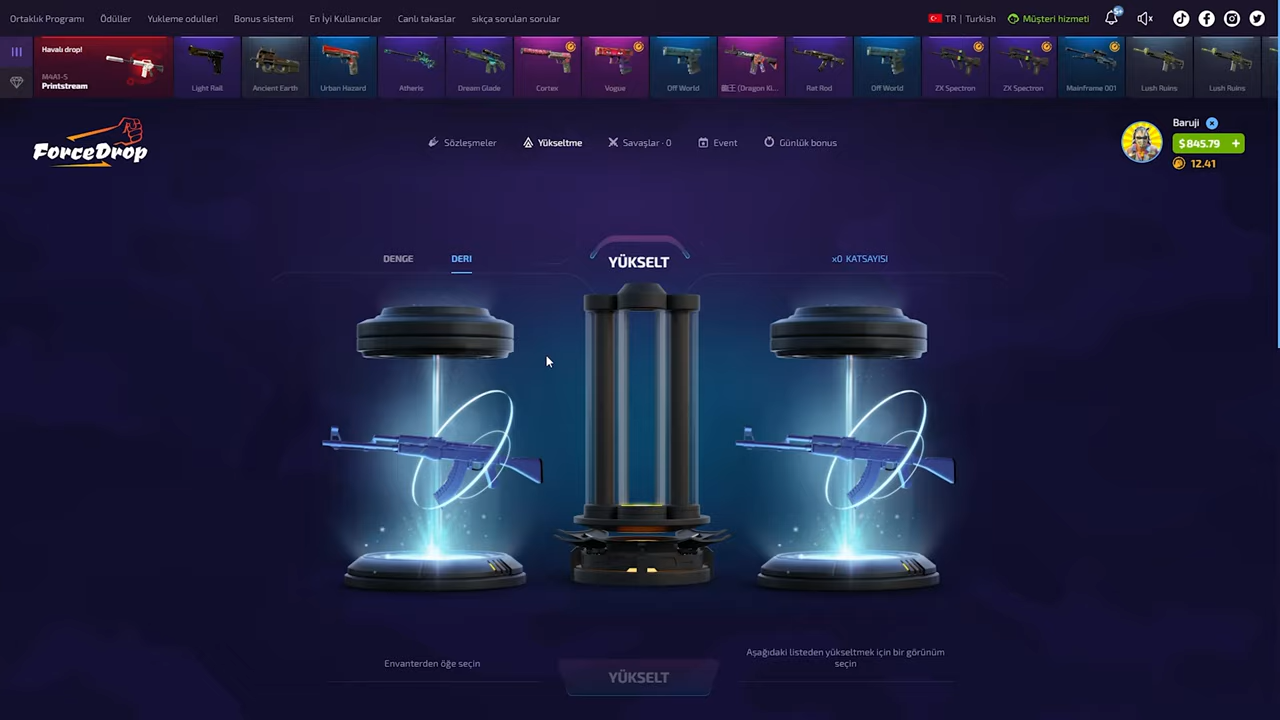 Ortaklık Programı Ödüller Yukleme odulleri Bonus sistemi En İyi Kullanıcılar Canlı takaslar sıkça sorulan sorular TR | Turkish Müşteri hizmeti 5+
Havalı drop!
M4A1-S
Printstream
Light Rail Ancient Earth Urban Hazard Atheris Dream Glade Cortex Vogue Off World (Dragon Ki... Rat Rod Off World ZX Spectron ZX Spectron Mainframe 001 Lush Ruins Lush Ruins
ForceDrop
Sözleşmeler Yükseltme Savaşlar · 0 Event Günlük bonus
Baruji
$845.79 +
12.41
DENGE DERI YÜKSELT x0 KATSAYISI
Envanterden öğe seçin
YÜKSELT
Aşağıdaki listeden yükseltmek için bir görünüm
seçin